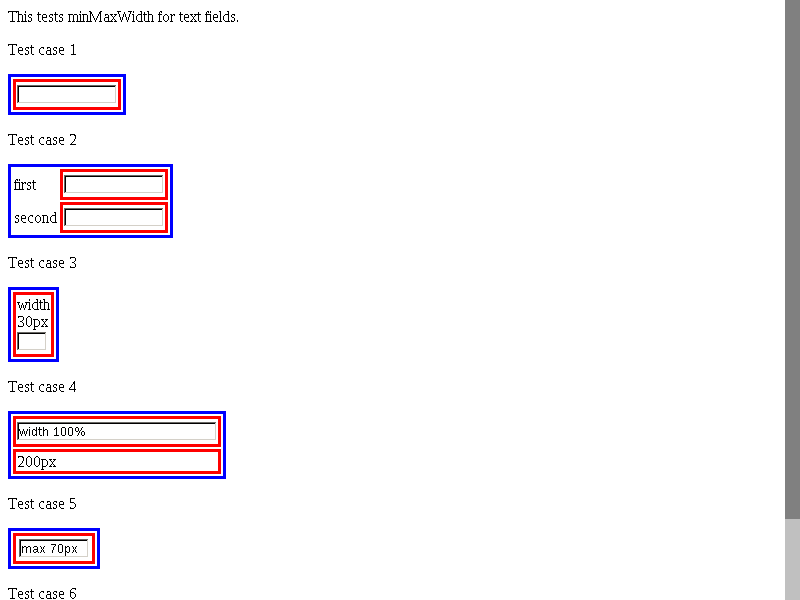 This tests minMaxWidth for text fields.
Test case 1
Test case 2
first
second
Test case 3
width
30px
Test case 4
width 100%
200px
Test case 5
max 70px
Test case 6